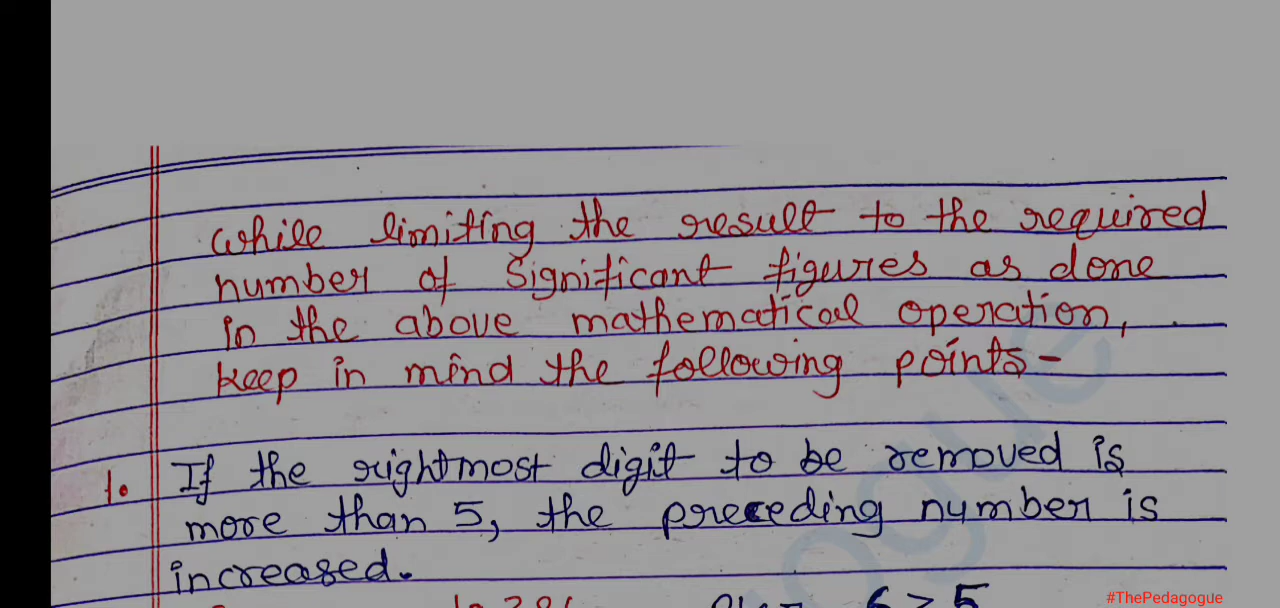 while limiting the result to the required
number of significant figures as done
in the above mathematical operation,
keep in mind the following points-
1. If the rightmost digit to be removed is
more than 5, the preceding number is
increased.
6 > 5
#ThePedagogue